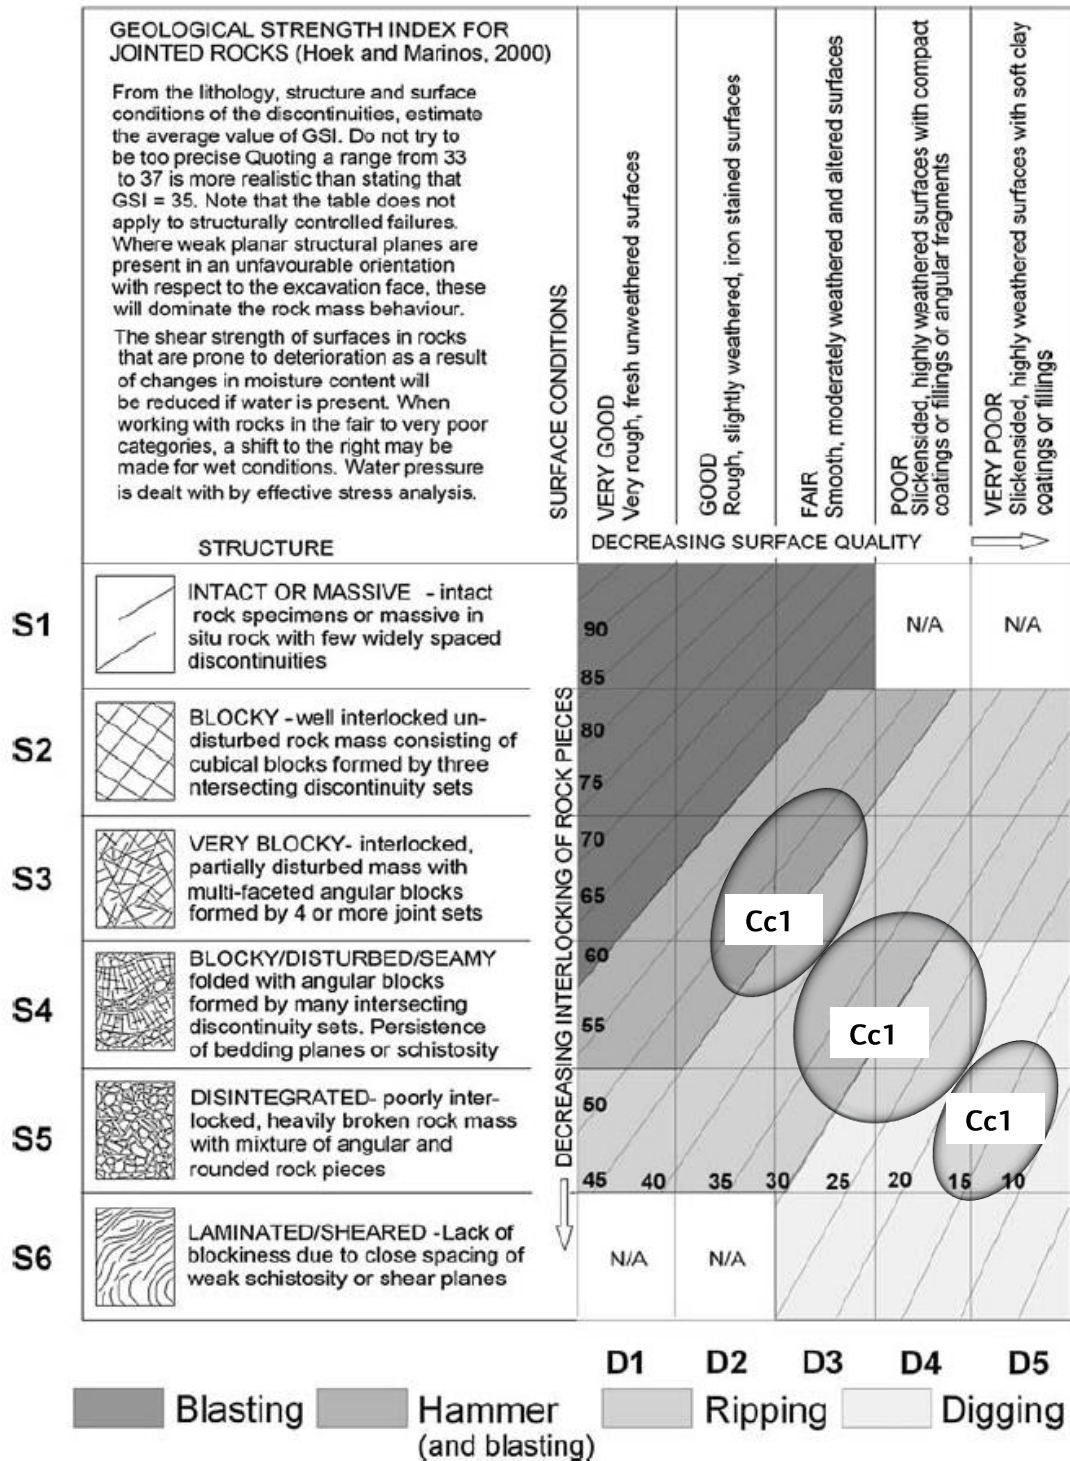 GEOLOGICAL STRENGTH INDEX FOR
JOINTED ROCKS (Hoek and Marinos, 2000)
From the lithology, structure and surface
conditions of the discontinuities, estimate
the average value of GSI. Do not try to
be too precise Quoting a range from 33
to 37 is more realistic than stating that
GSI = 35. Note that the table does not
apply to structurally controlled failures.
Where weak planar structural planes are
present in an unfavourable orientation
with respect to the excavation face, these
will dominate the rock mass behaviour.
The shear strength of surfaces in rocks
that are prone to deterioration as a result
of changes in moisture content will
be reduced if water is present. When
working with rocks in the fair to very poor
categories, a shift to the right may be
made for wet conditions. Water pressure
is dealt with by effective stress analysis.
STRUCTURE
SURFACE CONDITIONS
VERY GOOD
Very rough, fresh unweathered surfaces
GOOD
Rough, slightly weathered, iron stained surfaces
FAIR
Smooth, moderately weathered and altered surfaces
POOR
Slickensided, highly weathered surfaces with compact
coatings or fillings or angular fragments
VERY POOR
Slickensided, highly weathered surfaces with soft clay
coatings or fillings
DECREASING SURFACE QUALITY
S1
INTACT OR MASSIVE - intact
rock specimens or massive in
situ rock with few widely spaced
discontinuities
S2
BLOCKY - well interlocked un-
disturbed rock mass consisting of
cubical blocks formed by three
ntersecting discontinuity sets
S3
VERY BLOCKY- interlocked,
partially disturbed mass with
multi-faceted angular blocks
formed by 4 or more joint sets
S4
BLOCKY/DISTURBED/SEAMY
folded with angular blocks
formed by many intersecting
discontinuity sets. Persistence
of bedding planes or schistosity
S5
DISINTEGRATED- poorly inter-
locked, heavily broken rock mass
with mixture of angular and
rounded rock pieces
S6
LAMINATED/SHEARED - Lack of
blockiness due to close spacing of
weak schistosity or shear planes
DECREASING INTERLOCKING OF ROCK PIECES
90
N/A
N/A
85
80
75
70
65
Cc1
60
55
Cc1
50
Cc1
45 40 35 30 25 20 15 10
N/A
N/A
D1 D2 D3 D4 D5
Blasting
Hammer
(and blasting)
Ripping
Digging